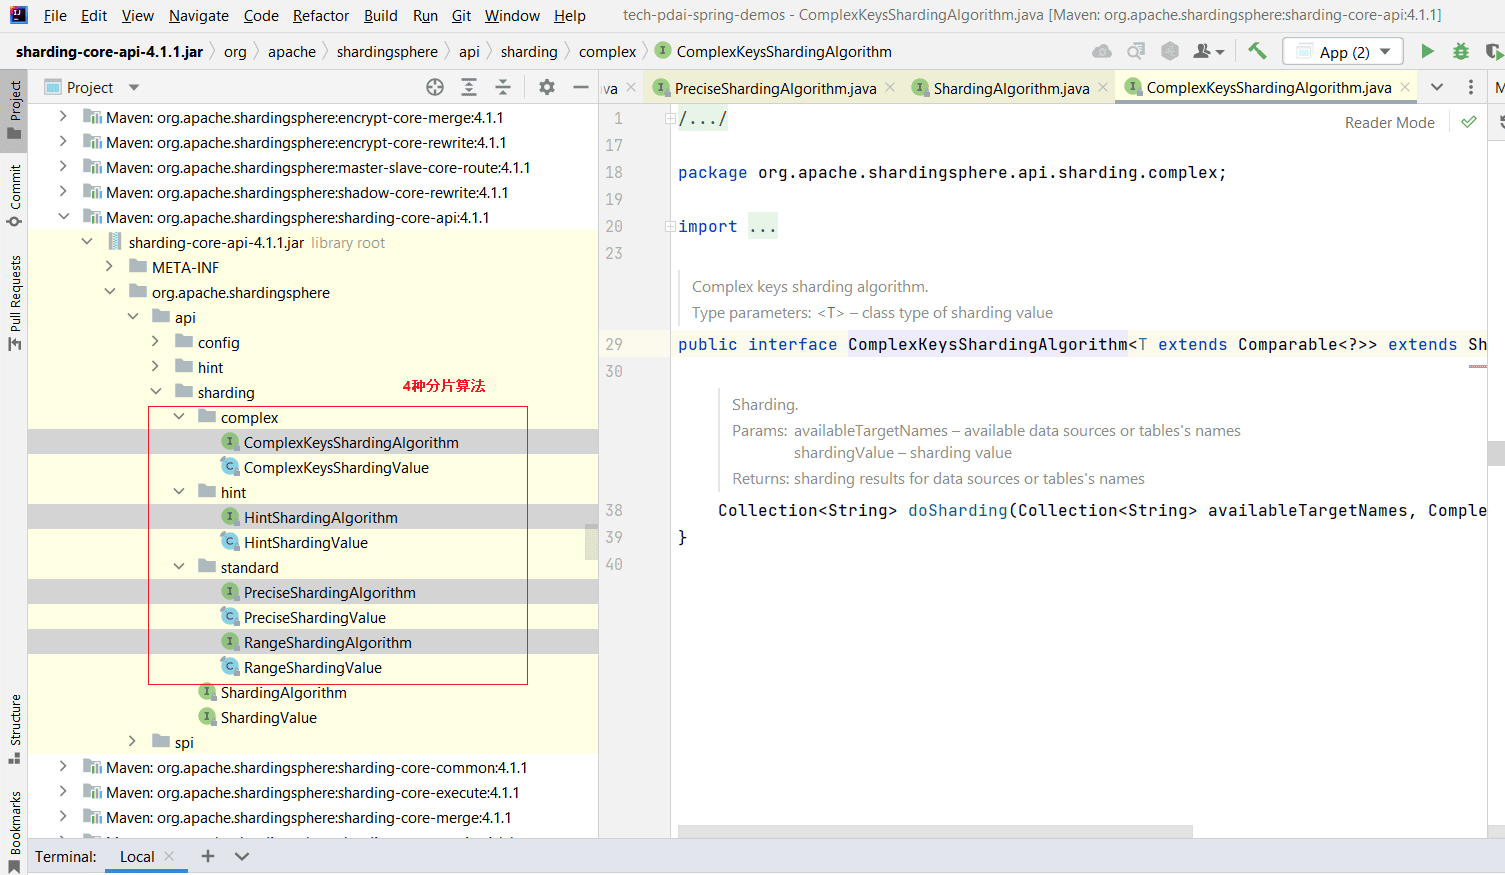 File Edit View Navigate Code Refactor Build Run Git Window Help tech-pdai-spring-demos - ComplexKeysShardingAlgorithm.java [Maven: org.apache.shardingsphere:sharding-core-api:4.1.1]
sharding-core-api-4.1.1.jar org apache shardingsphere api sharding complex ComplexKeysShardingAlgorithm App (2)
Project
Commit
Pull Requests
Structure
Bookmarks
Project
Maven: org.apache.shardingsphere:encrypt-core-merge:4.1.1
Maven: org.apache.shardingsphere:encrypt-core-rewrite:4.1.1
Maven: org.apache.shardingsphere:master-slave-core-route:4.1.1
Maven: org.apache.shardingsphere:shadow-core-rewrite:4.1.1
Maven: org.apache.shardingsphere:sharding-core-api:4.1.1
sharding-core-api-4.1.1.jar library root
META-INF
org.apache.shardingsphere
api
config
hint
sharding
4种分片算法
complex
ComplexKeysShardingAlgorithm
ComplexKeysShardingValue
hint
HintShardingAlgorithm
HintShardingValue
standard
PreciseShardingAlgorithm
PreciseShardingValue
RangeShardingAlgorithm
RangeShardingValue
ShardingAlgorithm
ShardingValue
spi
Maven: org.apache.shardingsphere:sharding-core-common:4.1.1
Maven: org.apache.shardingsphere:sharding-core-execute:4.1.1
Maven: org.apache.shardingsphere:sharding-core-merge:4.1.1
va PreciseShardingAlgorithm.java ShardingAlgorithm.java ComplexKeysShardingAlgorithm.java M
Reader Mode
1 /.../
17
18 package org.apache.shardingsphere.api.sharding.complex;
19
20 import ...
23
Complex keys sharding algorithm.
Type parameters: <T> – class type of sharding value
29 public interface ComplexKeysShardingAlgorithm<T extends Comparable<?>> extends Sh
30
Sharding.
Params: availableTargetNames – available data sources or tables's names
shardingValue – sharding value
Returns: sharding results for data sources or tables's names
38 Collection<String> doSharding(Collection<String> availableTargetNames, Comple
39 }
40
Terminal: Local